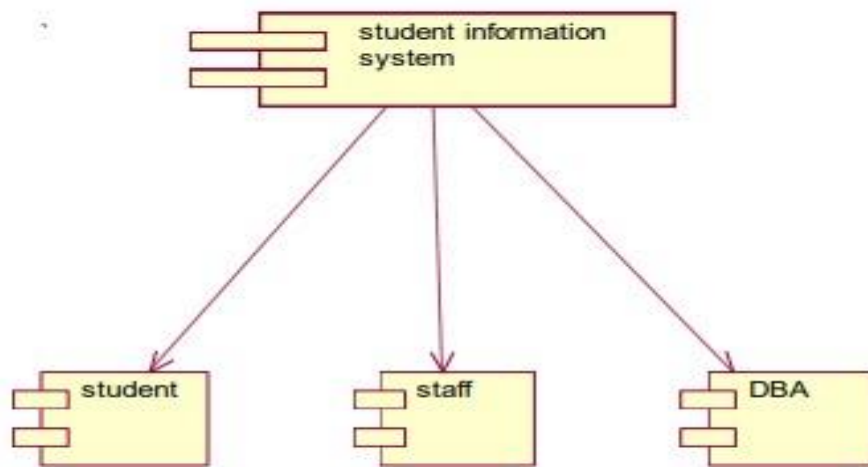 student information
system
student
staff
DBA